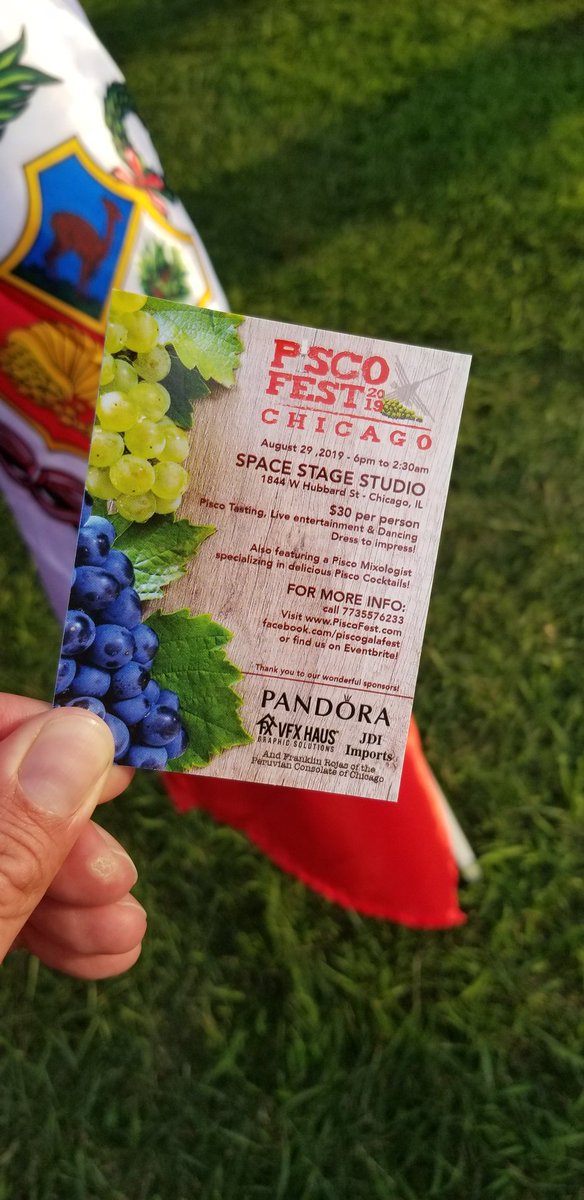 PISCO
FEST 2019
CHICAGO
August 29 ,2019 - 6pm to 2:30am
SPACE STAGE STUDIO
1844 W Hubbard St - Chicago, IL
$30 per person
Pisco Tasting, Live entertainment & Dancing
Dress to impress!
Also featuring a Pisco Mixologist
specializing in delicious Pisco Cocktails!
FOR MORE INFO:
call 7735576233
Visit www.PiscoFest.com
facebook.com/piscogalafest
or find us on Eventbrite!
Thank you to our wonderful sponsors!
PANDORA
VFX HAUS
GRAPHIC SOLUTIONS
JDI
Imports
And Franklin Rojas of the
Peruvian Consolate of Chicago